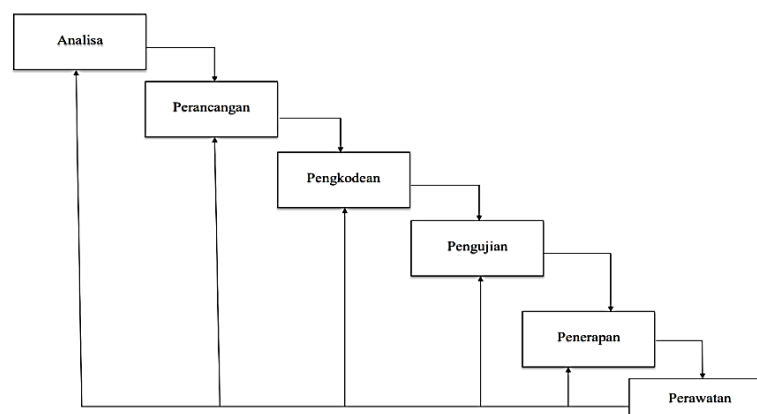 Analisa
Perancangan
Pengkodean
Pengujian
Penerapan
Perawatan